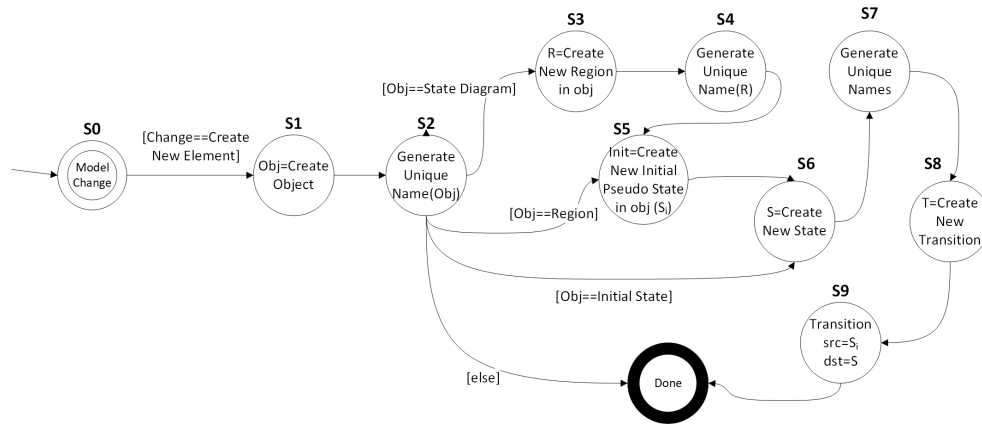 S0
Model
Change
[Change==Create
New Element]
S1
Obj=Create
Object
S2
Generate
Unique
Name(Obj)
[Obj==State Diagram]
S3
R=Create
New Region
in obj
S4
Generate
Unique
Name(R)
S5
Init=Create
New Initial
Pseudo State
in obj (Si)
[Obj==Region]
S6
S=Create
New State
[Obj==Initial State]
S7
Generate
Unique
Names
S8
T=Create
New
Transition
S9
Transition
src=Si
dst=S
[else]
Done